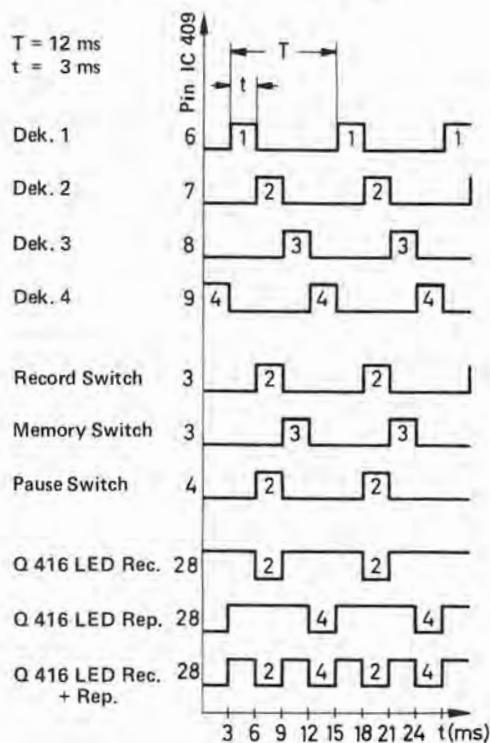 T = 12 ms
t = 3 ms
Pin IC 409
T
t
Dek. 1 6 1 1 1
Dek. 2 7 2 2
Dek. 3 8 3 3
Dek. 4 9 4 4 4
Record Switch 3 2 2
Memory Switch 3 3 3
Pause Switch 4 2 2
Q 416 LED Rec. 28 2 2
Q 416 LED Rep. 28 4 4
Q 416 LED Rec. 28 2 4 2 4
+ Rep.
3 6 9 12 15 18 21 24 t(ms)